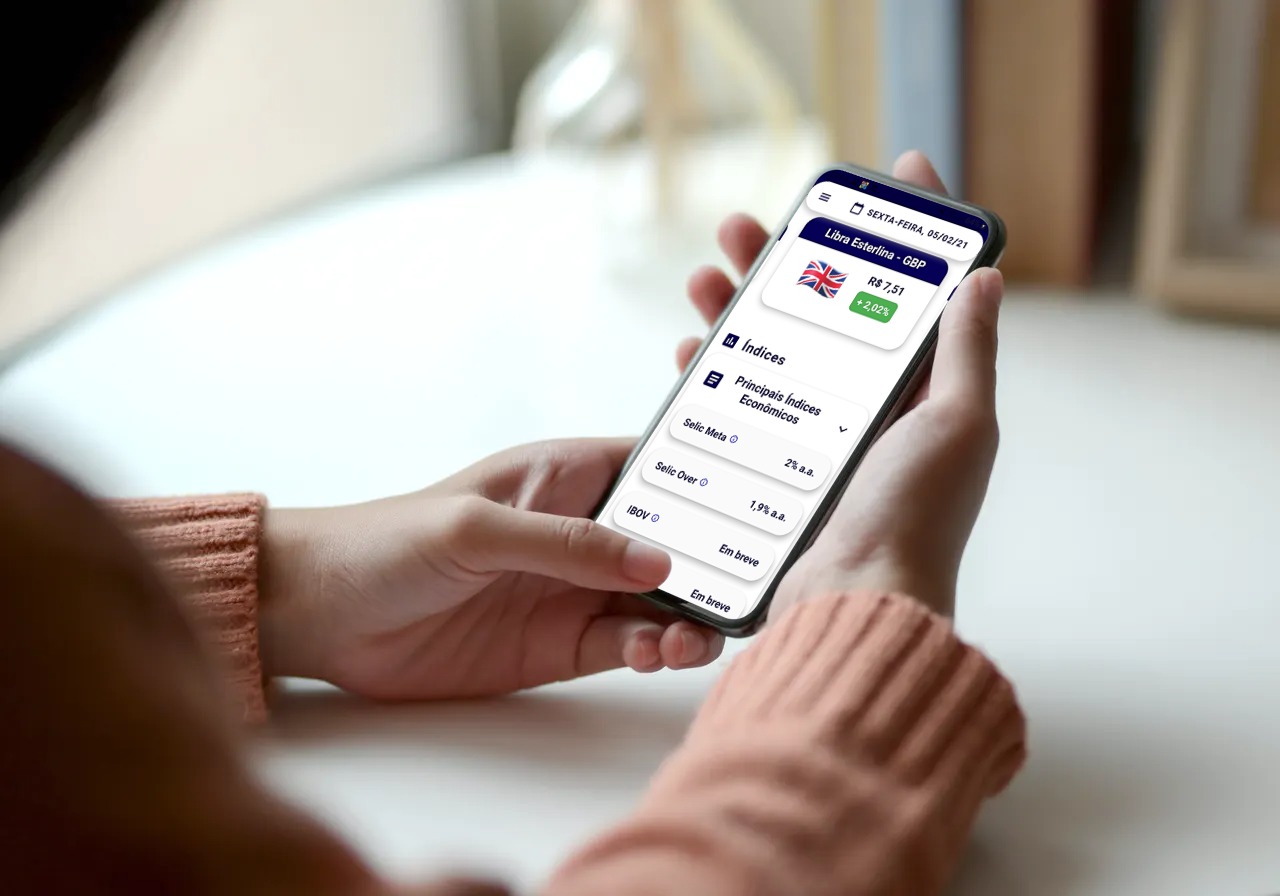 SEXTA-FEIRA, 05/02/21
Libra Esterlina - GBP
R$ 7,51
+ 2,02%
Índices
Principais Índices
Econômicos
Selic Meta
2% a.a.
Selic Over
1,9% a.a.
IBOV
Em breve
Em breve